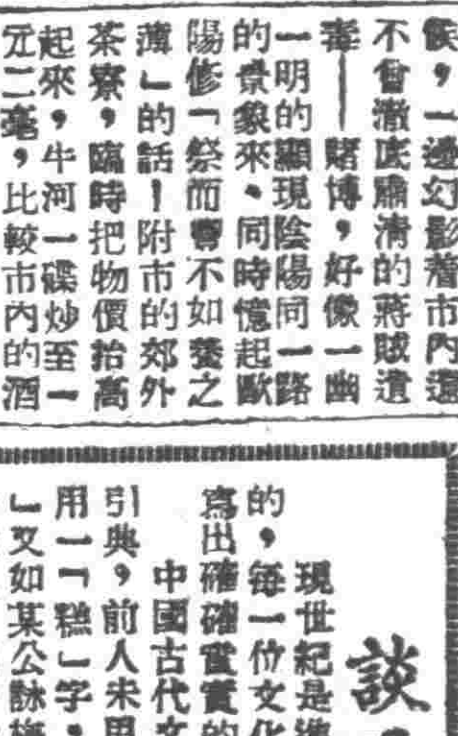 候，一邊幻影着市內還
不會澈底肅清的蔣賊遺
毒——賭博，好像一幽
一明的顯現陰陽同一路
的景象來。同時憶起歐
陽修「祭而豐不如養之
薄」的話！附市的郊外
茶寮，臨時把物價抬高
起來，牛河一碟炒至一
元二毫，比較市內的酒
談
現世紀是進
的，每一位文化
寫出確確實實的
中國古代文
引典，前人未用
用一「糕」字，
」又如某公詠梅